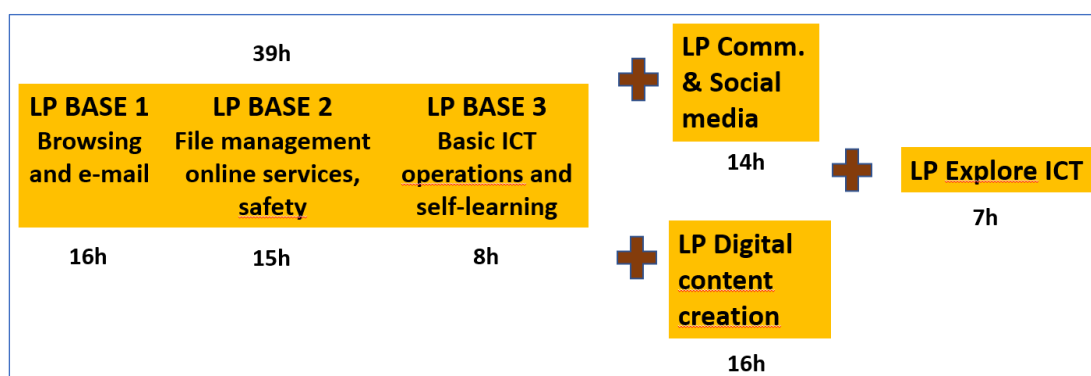 39h
LP BASE 1
Browsing
and e-mail
16h
LP BASE 2
File management
online services,
safety
15h
LP BASE 3
Basic ICT
operations and
self-learning
8h
LP Comm.
& Social
media
14h
LP Digital
content
creation
16h
LP Explore ICT
7h